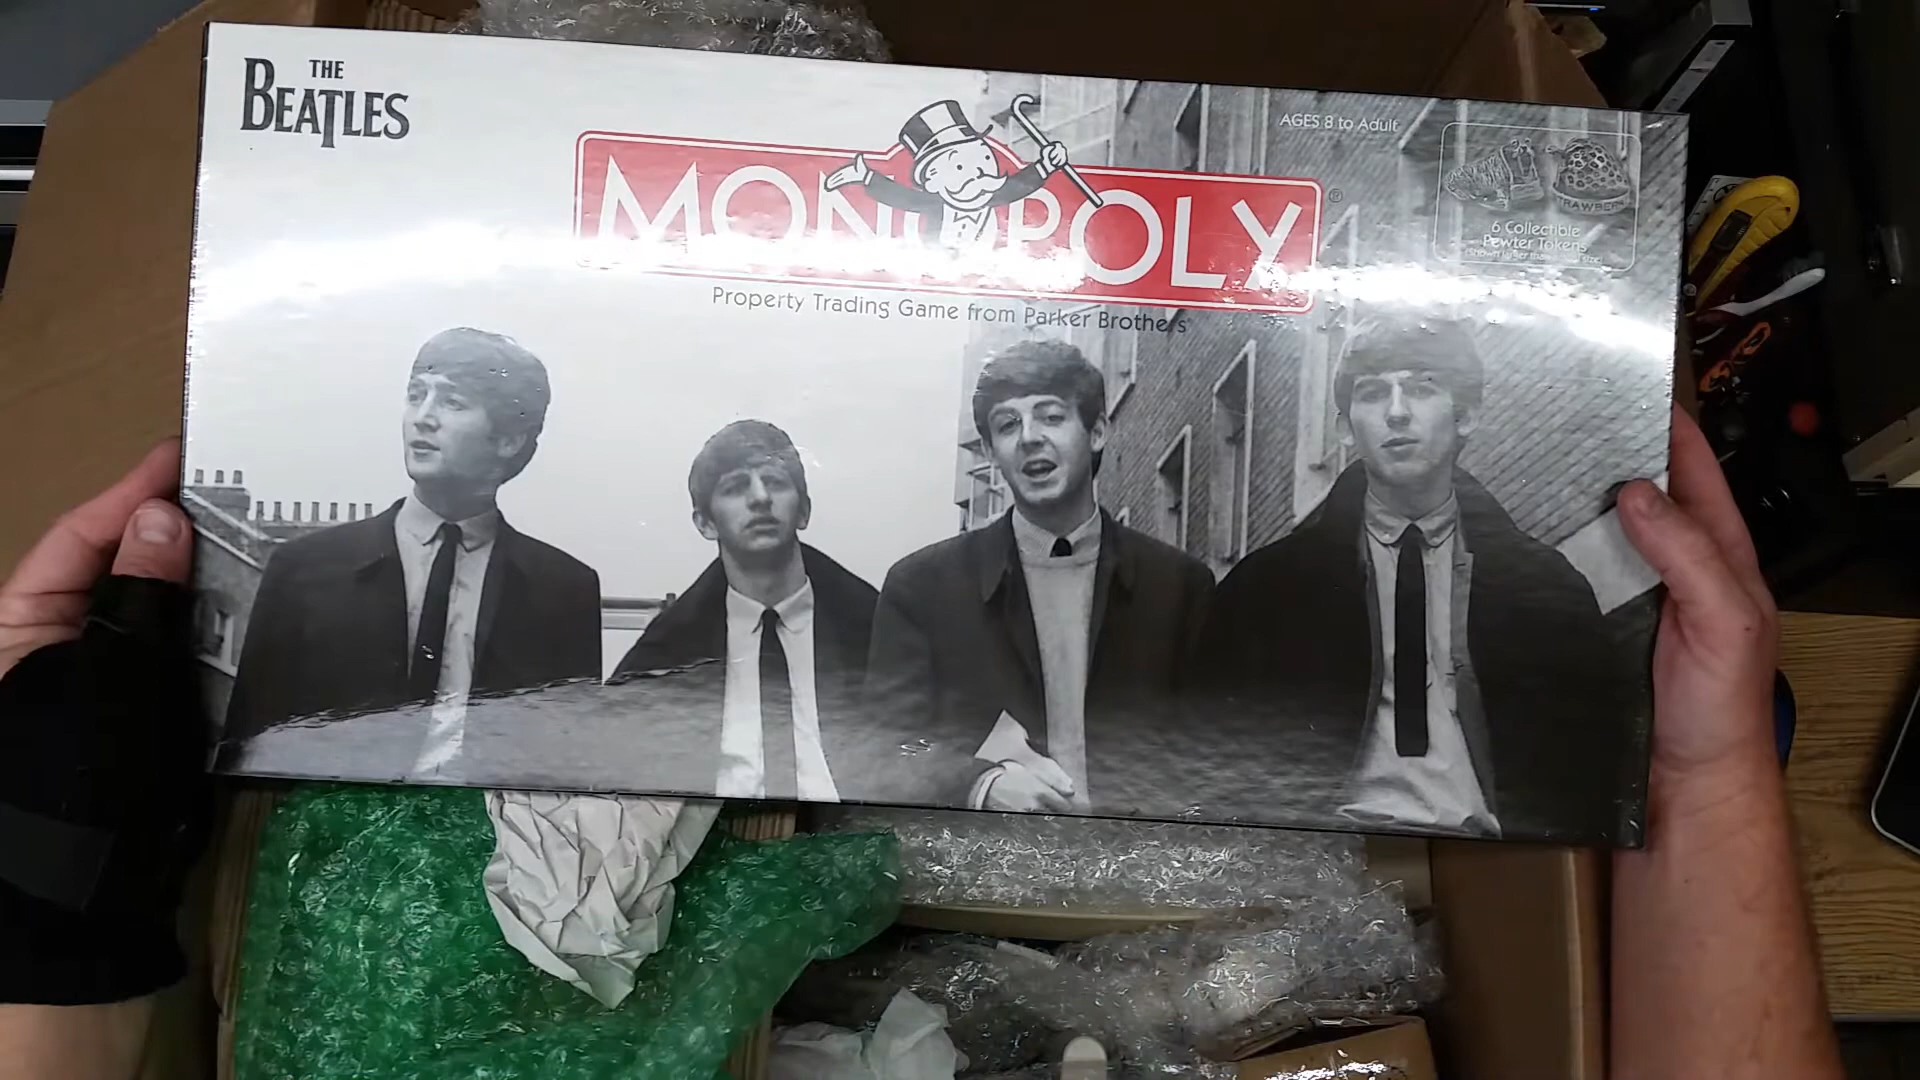 THE
BEATLES
MONOPOLY
®
Property Trading Game from Parker Brothers
AGES 8 to Adult
6 Collectible
Pewter Tokens